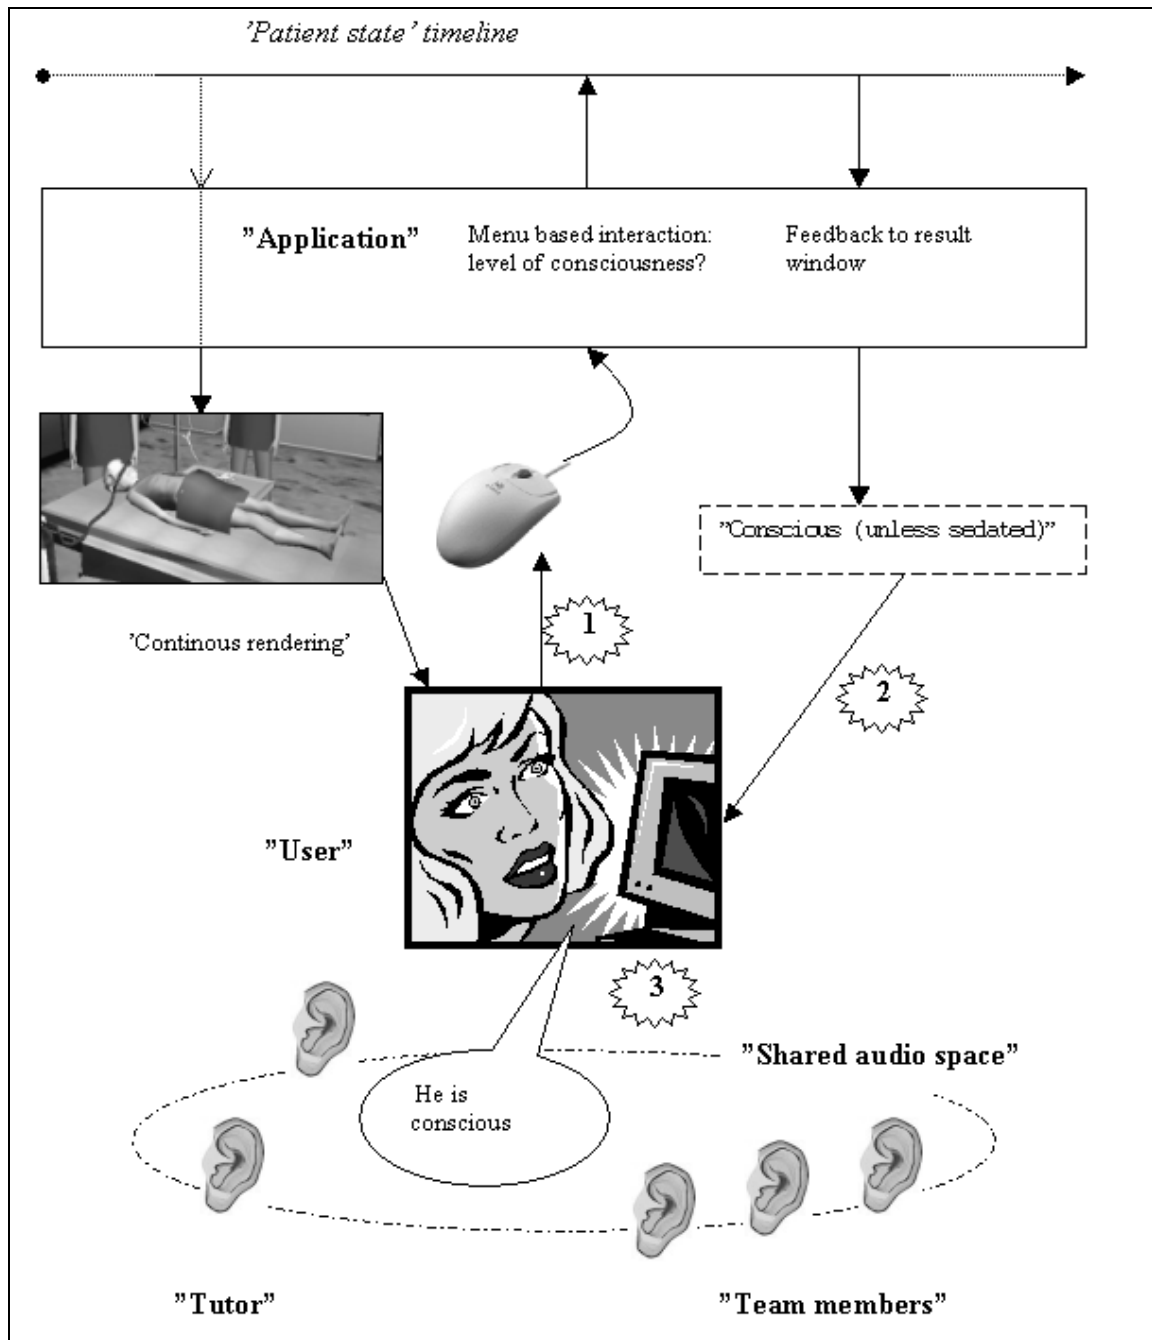 ’Patient state’ timeline
”Application”
Menu based interaction:
level of consciousness?
Feedback to result
window
”Conscious (unless sedated)”
’Continous rendering’
1
2
”User”
3
”Shared audio space”
He is
conscious
”Tutor”
”Team members”